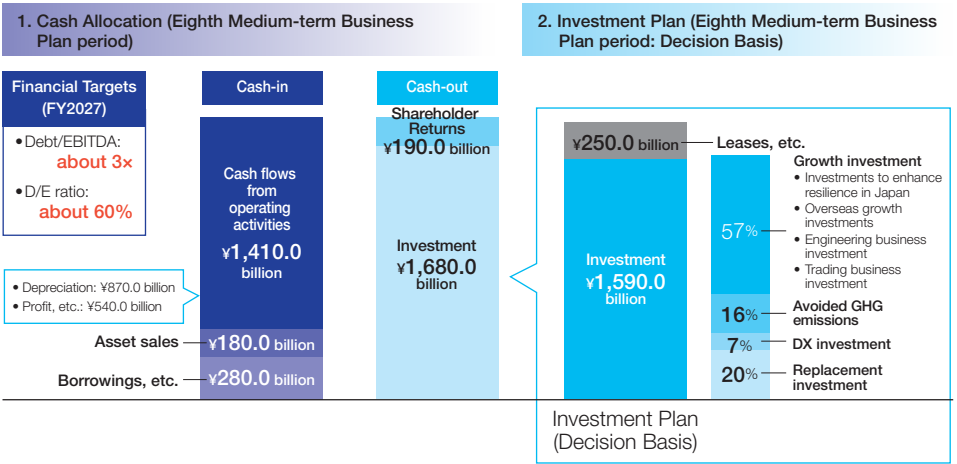 1. Cash Allocation (Eighth Medium-term Business
Plan period)
2. Investment Plan (Eighth Medium-term Business
Plan period: Decision Basis)
Financial Targets
(FY2027)
• Debt/EBITDA:
about 3×
• D/E ratio:
about 60%
Cash-in
Cash flows
from
operating
activities
¥1,410.0
billion
• Depreciation: ¥870.0 billion
• Profit, etc.: ¥540.0 billion
Asset sales
¥180.0 billion
Borrowings, etc.
¥280.0 billion
Cash-out
Shareholder
Returns
¥190.0 billion
Investment
¥1,680.0
billion
¥250.0 billion
Leases, etc.
Investment
¥1,590.0
billion
57%
Growth investment
• Investments to enhance
resilience in Japan
• Overseas growth
investments
• Engineering business
investment
• Trading business
investment
16%
Avoided GHG
emissions
7%
DX investment
20%
Replacement
investment
Investment Plan
(Decision Basis)